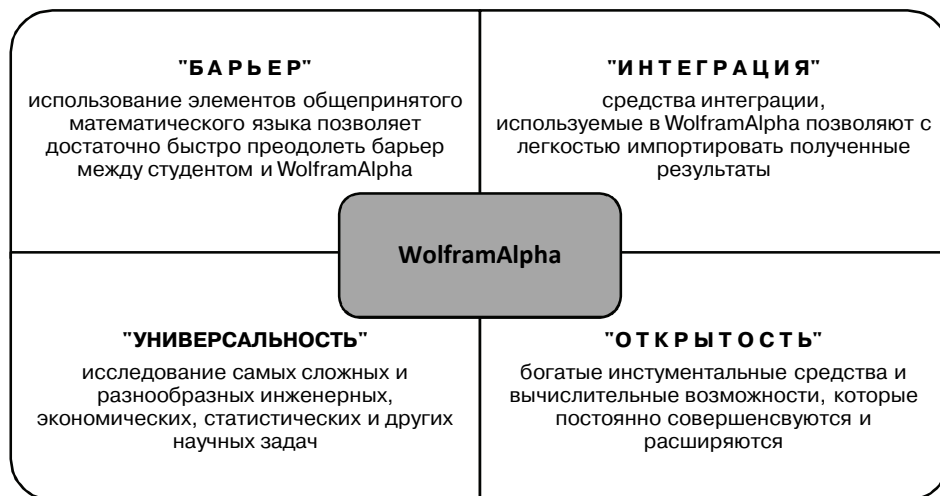 "БАРЬЕР"
использование элементов общепринятого
математического языка позволяет
достаточно быстро преодолеть барьер
между студентом и WolframAlpha
"ИНТЕГРАЦИЯ"
средства интеграции,
используемые в WolframAlpha позволяют с
легкостью импортировать полученные
результаты
WolframAlpha
"УНИВЕРСАЛЬНОСТЬ"
исследование самых сложных и
разнообразных инженерных,
экономических, статистических и других
научных задач
"ОТКРЫТОСТЬ"
богатые инстументальные средства и
вычислительные возможности, которые
постоянно совершенсвуются и
расширяются